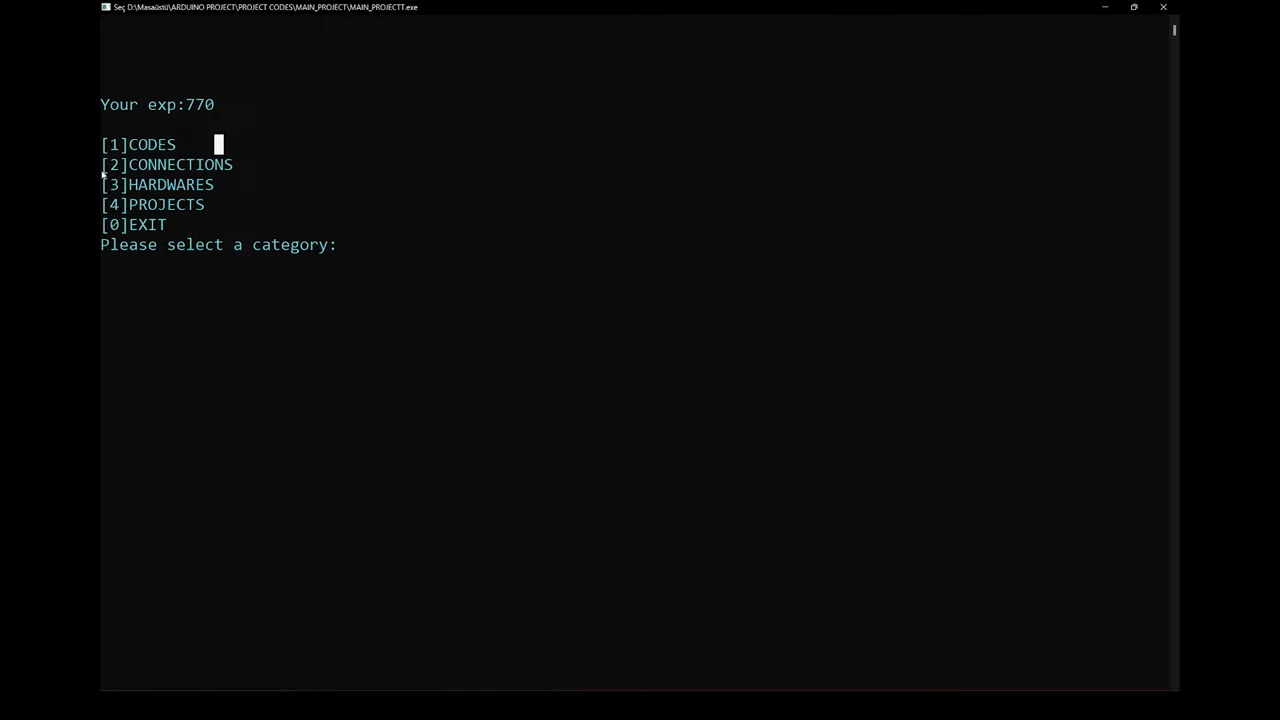 Seç D:\Masaüstü\ARDUINO PROJECT\PROJECT CODES\MAIN_PROJECT\MAIN_PROJECTT.exe
Your exp:770
[1]CODES
[2]CONNECTIONS
[3]HARDWARES
[4]PROJECTS
[0]EXIT
Please select a category: